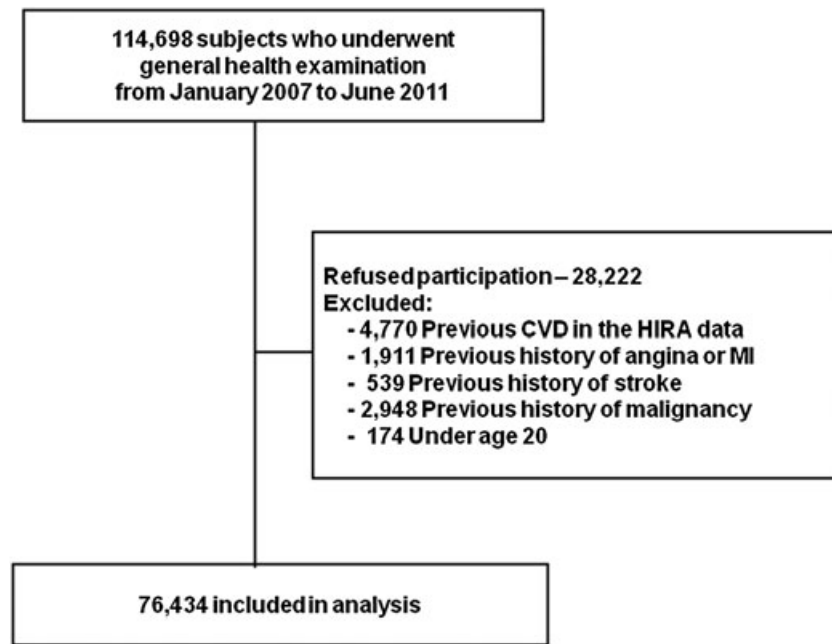 114,698 subjects who underwent
general health examination
from January 2007 to June 2011
Refused participation – 28,222
Excluded:
- 4,770 Previous CVD in the HIRA data
- 1,911 Previous history of angina or MI
- 539 Previous history of stroke
- 2,948 Previous history of malignancy
- 174 Under age 20
76,434 included in analysis